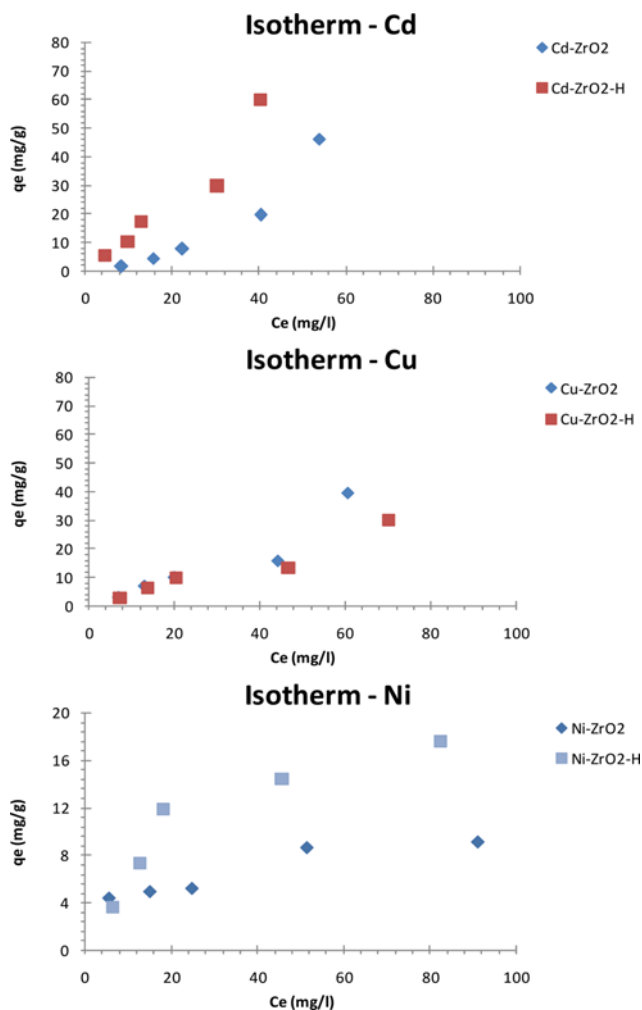 Isotherm - Cd
Cd-ZrO2
Cd-ZrO2-H
qe (mg/g)
80
70
60
50
40
30
20
10
0
0 20 40 60 80 100
Ce (mg/l)
Isotherm - Cu
Cu-ZrO2
Cu-ZrO2-H
qe (mg/g)
80
70
60
50
40
30
20
10
0
0 20 40 60 80 100
Ce (mg/l)
Isotherm - Ni
Ni-ZrO2
Ni-ZrO2-H
qe (mg/g)
20
16
12
8
4
0
0 20 40 60 80 100
Ce (mg/l)